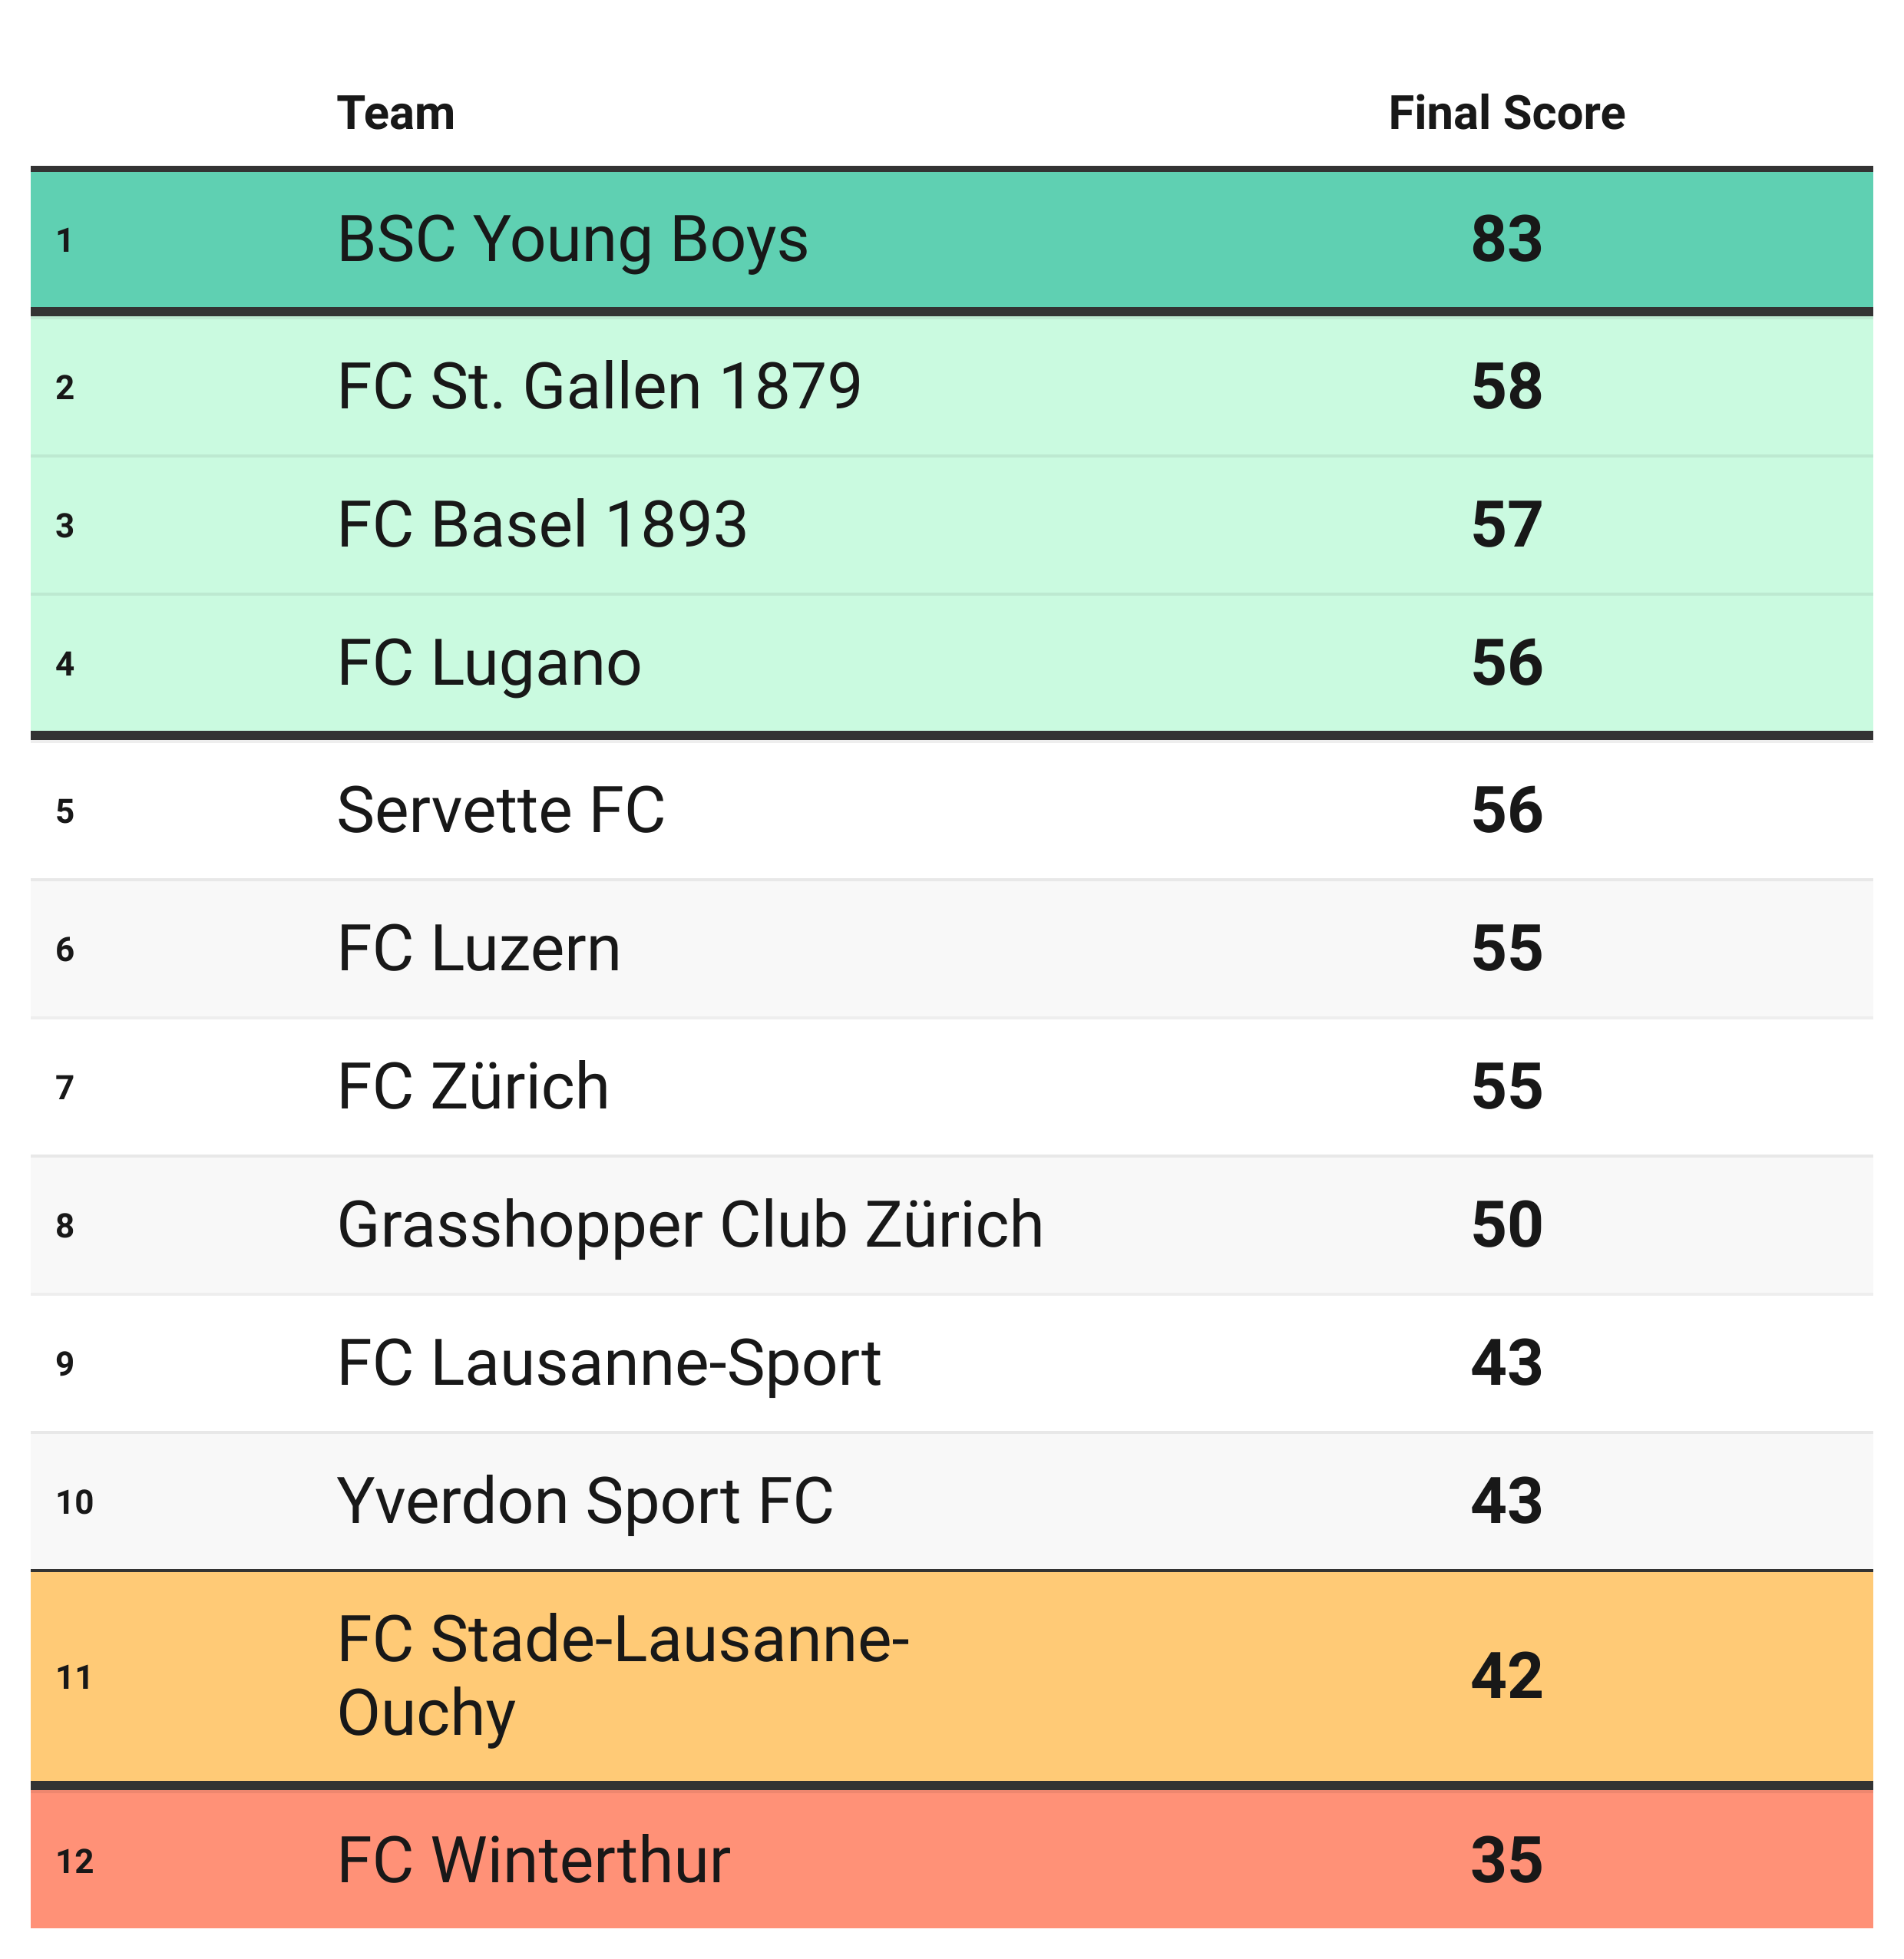 Team Final Score
1 BSC Young Boys 83
2 FC St. Gallen 1879 58
3 FC Basel 1893 57
4 FC Lugano 56
5 Servette FC 56
6 FC Luzern 55
7 FC Zürich 55
8 Grasshopper Club Zürich 50
9 FC Lausanne-Sport 43
10 Yverdon Sport FC 43
11 FC Stade-Lausanne- 42
Ouchy
12 FC Winterthur 35